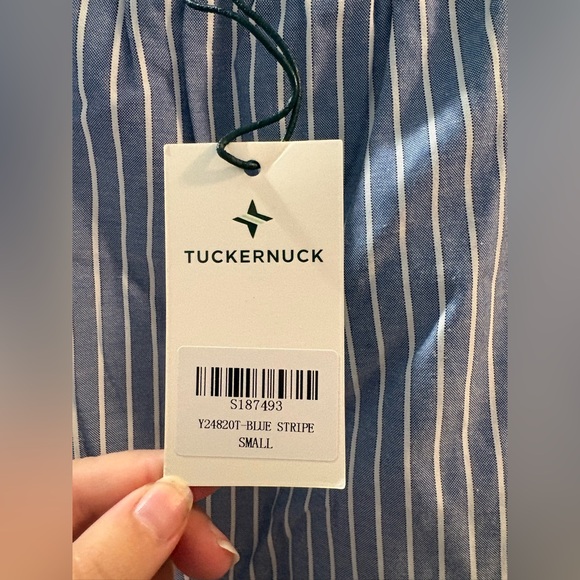 TUCKERNUCK
S187493
Y24820T-BLUE STRIPE
SMALL